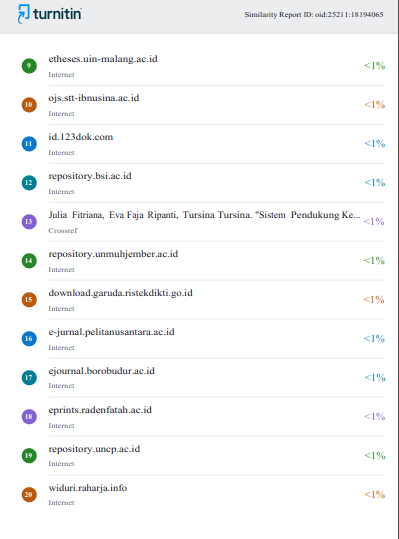 turnitin
Similarity Report ID: oid:25211:18194065
9
etheses.uin-malang.ac.id
<1%
Internet
10
ojs.stt-ibnusina.ac.id
<1%
Internet
11
id.123dok.com
<1%
Internet
12
repository.bsi.ac.id
<1%
Internet
13
Julia Fitriana, Eva Faja Ripanti, Tursina Tursina. "Sistem Pendukung Ke...
<1%
Crossref
14
repository.unmuhjember.ac.id
<1%
Internet
15
download.garuda.ristekdikti.go.id
<1%
Internet
16
e-jurnal.pelitanusantara.ac.id
<1%
Internet
17
ejournal.borobudur.ac.id
<1%
Internet
18
eprints.radenfatah.ac.id
<1%
Internet
19
repository.uncp.ac.id
<1%
Internet
20
widuri.raharja.info
<1%
Internet